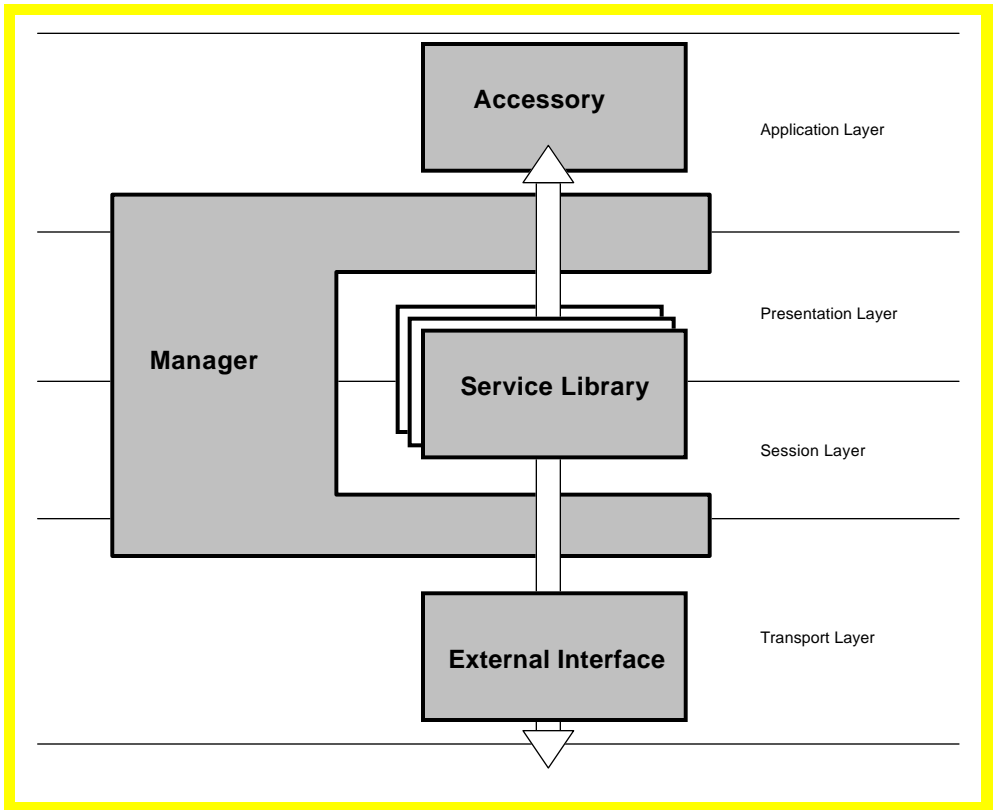 Accessory
Application Layer
Presentation Layer
Manager
Service Library
Session Layer
Transport Layer
External Interface